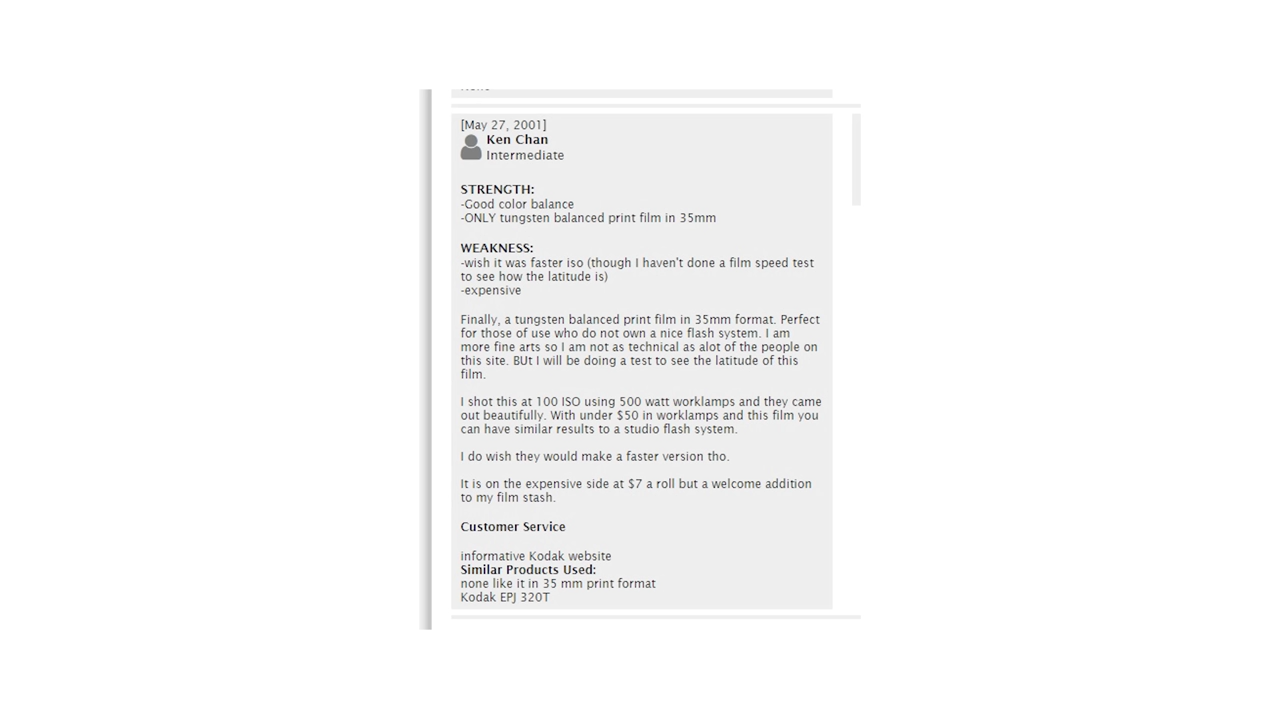 [May 27, 2001]
Ken Chan
Intermediate
STRENGTH:
-Good color balance
-ONLY tungsten balanced print film in 35mm
WEAKNESS:
-wish it was faster iso (though I haven't done a film speed test
to see how the latitude is)
-expensive
Finally, a tungsten balanced print film in 35mm format. Perfect
for those of use who do not own a nice flash system. I am
more fine arts so I am not as technical as alot of the people on
this site. BUt I will be doing a test to see the latitude of this
film.
I shot this at 100 ISO using 500 watt worklamps and they came
out beautifully. With under $50 in worklamps and this film you
can have similar results to a studio flash system.
I do wish they would make a faster version tho.
It is on the expensive side at $7 a roll but a welcome addition
to my film stash.
Customer Service
informative Kodak website
Similar Products Used:
none like it in 35 mm print format
Kodak EPJ 320T